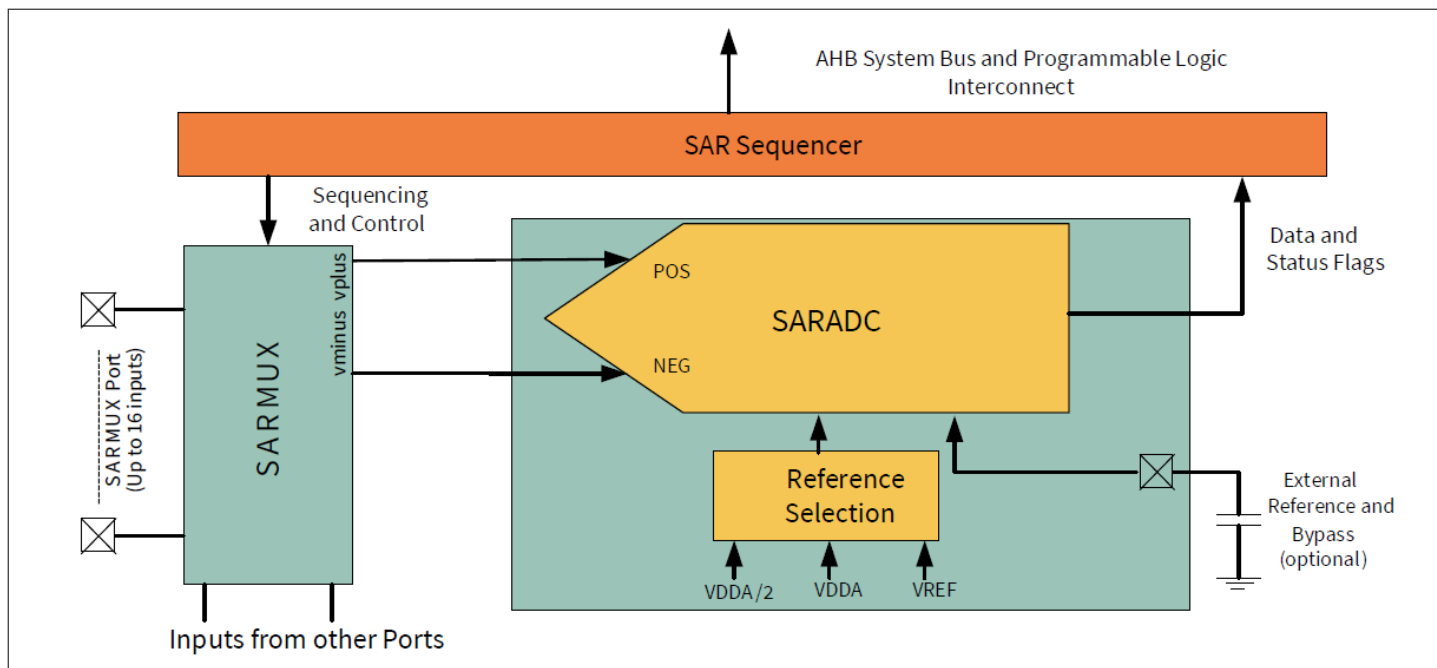 AHB System Bus and Programmable Logic
Interconnect
SAR Sequencer
Sequencing
and Control
vplus
vminus
SARMUX
SARMUX Port
(Up to 16 inputs)
POS
NEG
SARADC
Data and
Status Flags
Reference
Selection
VDDA/2
VDDA
VREF
External
Reference and
Bypass
(optional)
Inputs from other Ports